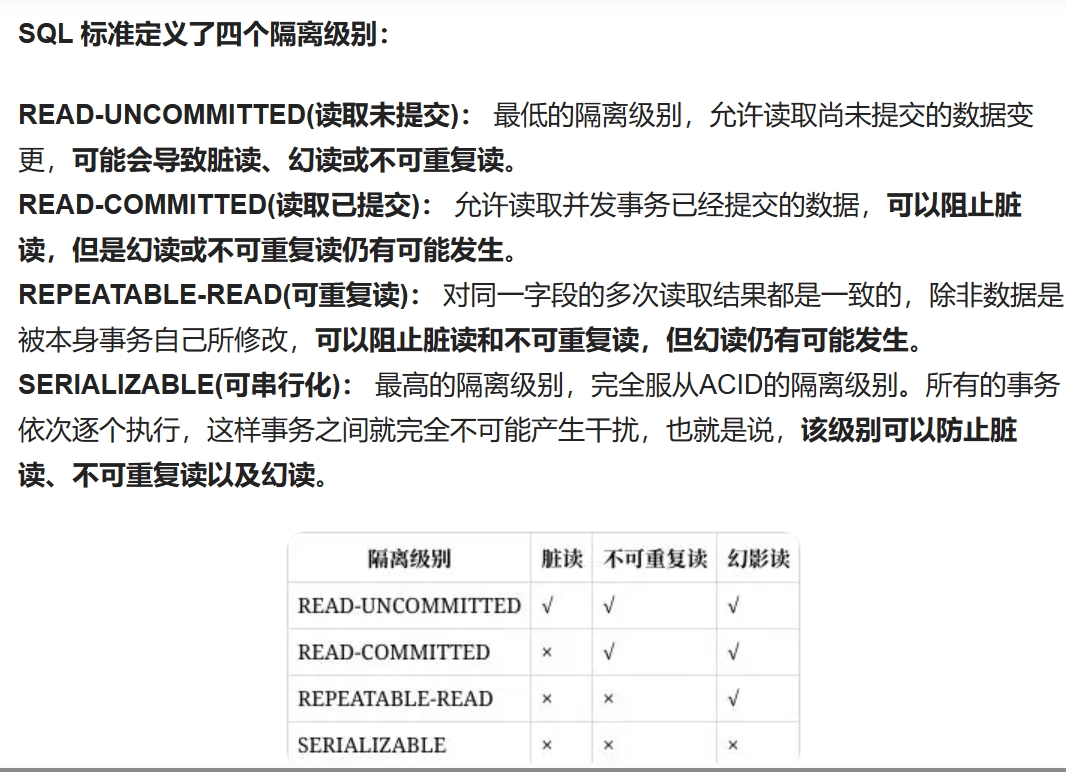 SQL 标准定义了四个隔离级别：
READ-UNCOMMITTED(读取未提交)： 最低的隔离级别，允许读取尚未提交的数据变
更，可能会导致脏读、幻读或不可重复读。
READ-COMMITTED(读取已提交)： 允许读取并发事务已经提交的数据，可以阻止脏
读，但是幻读或不可重复读仍有可能发生。
REPEATABLE-READ(可重复读)： 对同一字段的多次读取结果都是一致的，除非数据是
被本身事务自己所修改，可以阻止脏读和不可重复读，但幻读仍有可能发生。
SERIALIZABLE(可串行化)： 最高的隔离级别，完全服从ACID的隔离级别。所有的事务
依次逐个执行，这样事务之间就完全不可能产生干扰，也就是说，该级别可以防止脏
读、不可重复读以及幻读。
隔离级别 脏读 不可重复读 幻影读
READ-UNCOMMITTED √ √ √
READ-COMMITTED × √ √
REPEATABLE-READ × × √
SERIALIZABLE × × ×